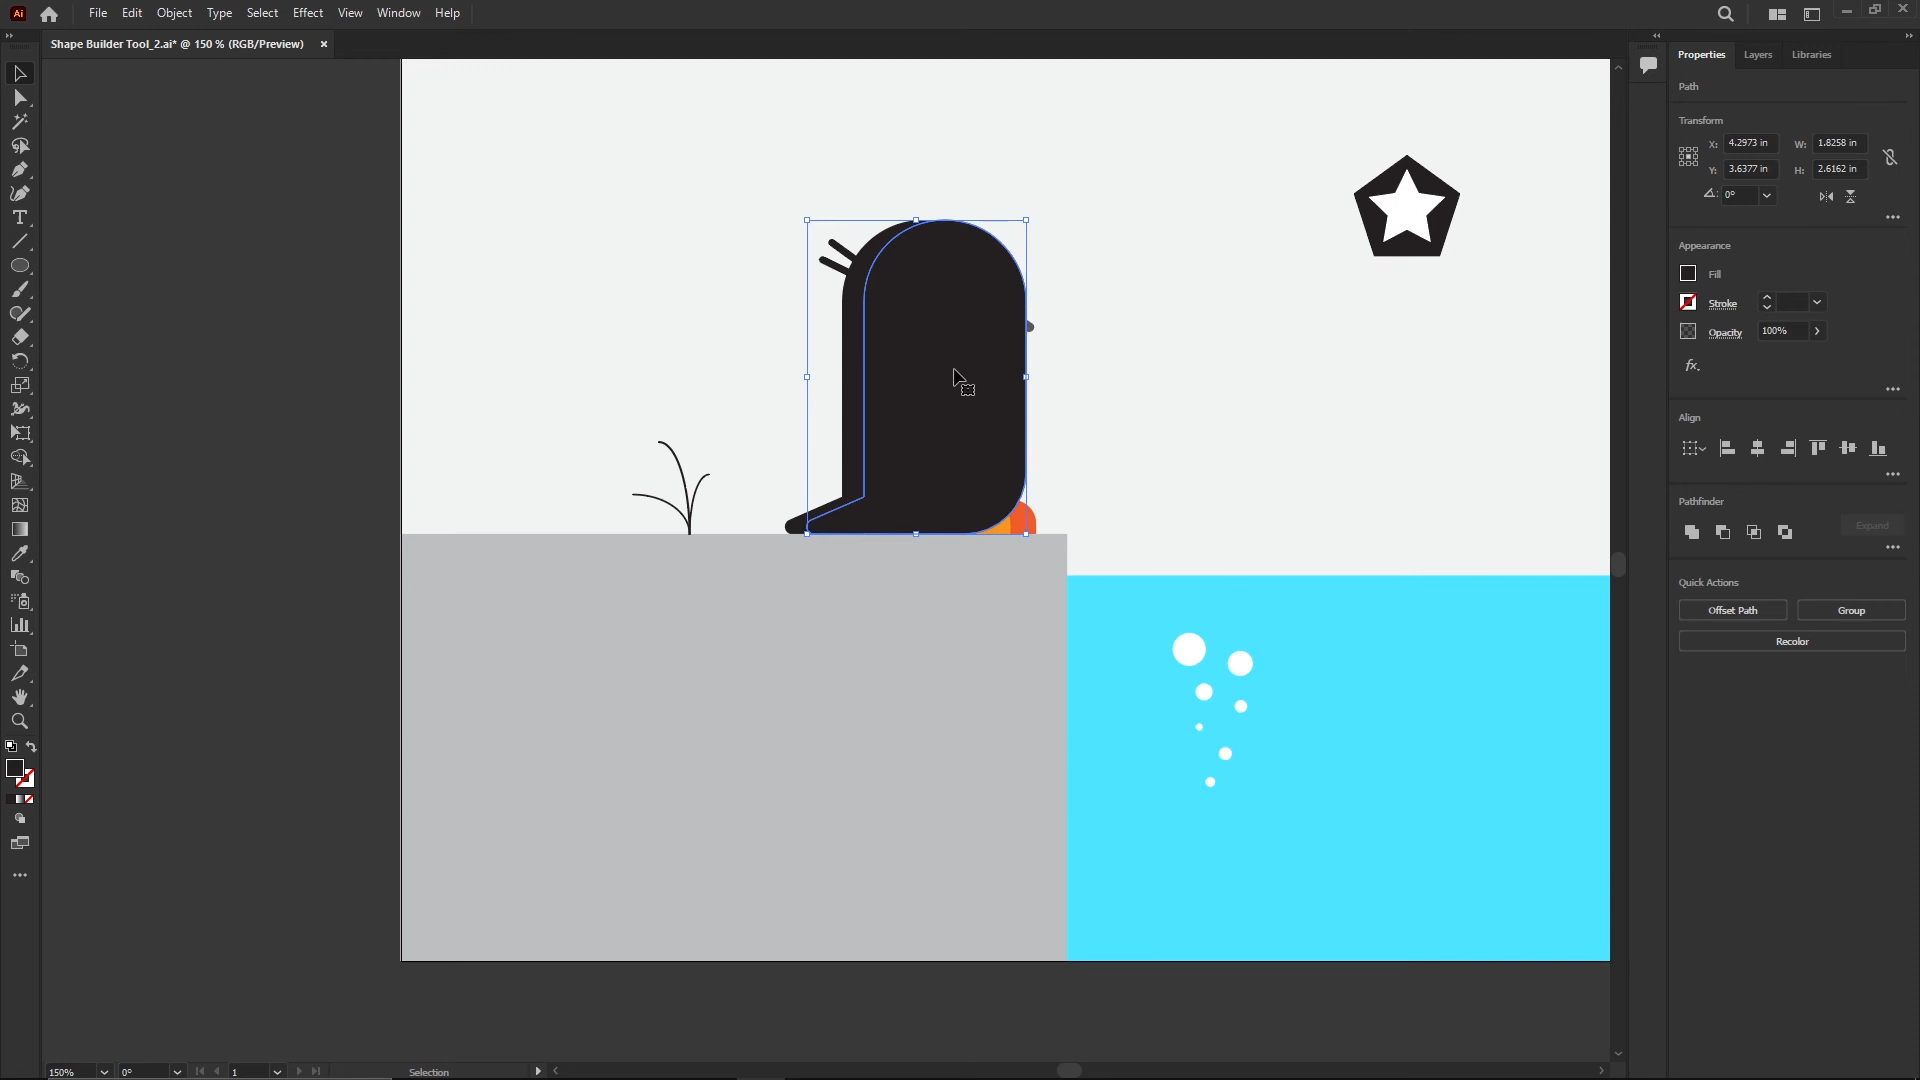 Ai File Edit Object Type Select Effect View Window Help
Shape Builder Tool_2.ai* @ 150 % (RGB/Preview) ×
Properties Layers Libraries
Path
Transform
X: 4.2973 in W: 1.8258 in
Y: 3.6377 in H: 2.6162 in
0°
Appearance
Fill
Stroke
Opacity 100%
fx.
Align
Pathfinder
Expand
Quick Actions
Offset Path Group
Recolor
150% 0° 1 Selection